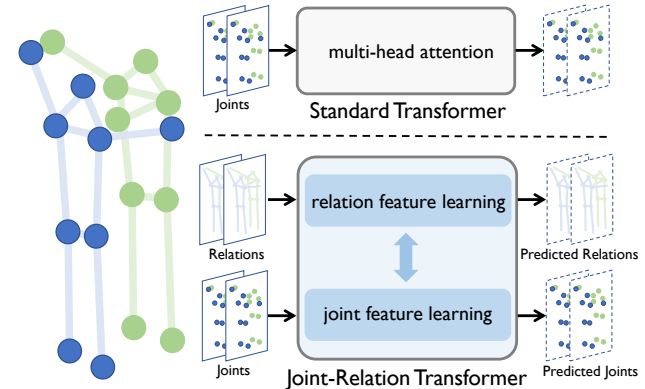 multi-head attention
Joints
Standard Transformer
relation feature learning
Relations
Predicted Relations
joint feature learning
Joints
Predicted Joints
Joint-Relation Transformer